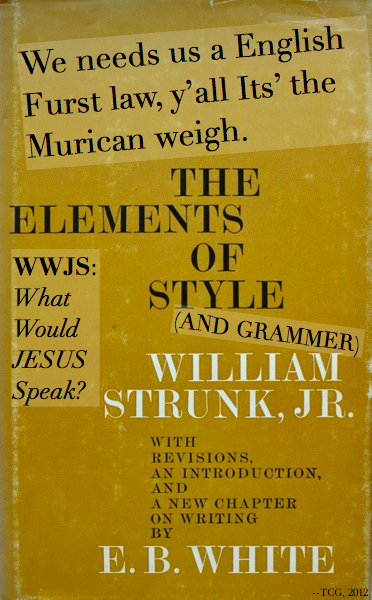 We needs us a English
Furst law, y'all Its' the
Murican weigh.
THE
ELEMENTS
OF
STYLE
(AND GRAMMER)
WWJS:
What
Would
JESUS
Speak?
WILLIAM
STRUNK, JR.
WITH
REVISIONS,
AN INTRODUCTION,
AND
A NEW CHAPTER
ON WRITING
BY
E. B. WHITE
--TCG, 2012